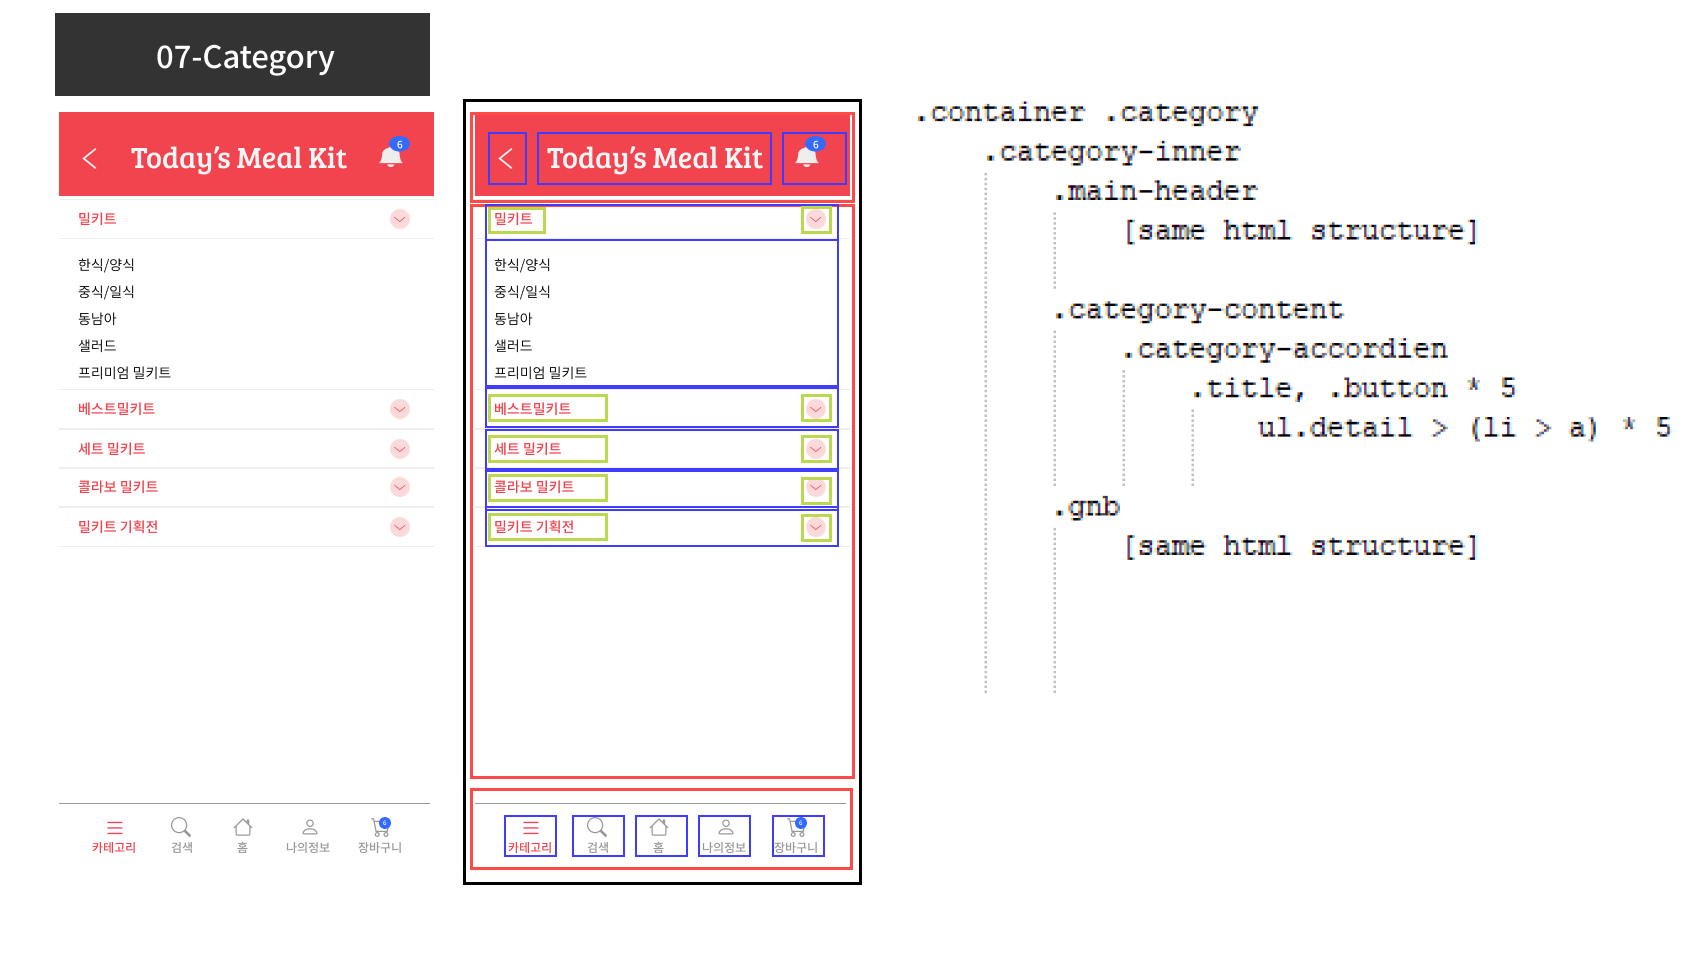 07-Category
Today's Meal Kit
6
밀키트
한식/양식
중식/일식
동남아
샐러드
프리미엄 밀키트
베스트밀키트
세트 밀키트
콜라보 밀키트
밀키트 기획전
카테고리
검색
홈
나의정보
6
장바구니
Today's Meal Kit
6
밀키트
한식/양식
중식/일식
동남아
샐러드
프리미엄 밀키트
베스트밀키트
세트 밀키트
콜라보 밀키트
밀키트 기획전
카테고리
검색
홈
나의정보
6
장바구니
.container .category
.category-inner
.main-header
[same html structure]
.category-content
.category-accordien
.title, .button * 5
ul.detail > (li > a) * 5
.gnb
[same html structure]